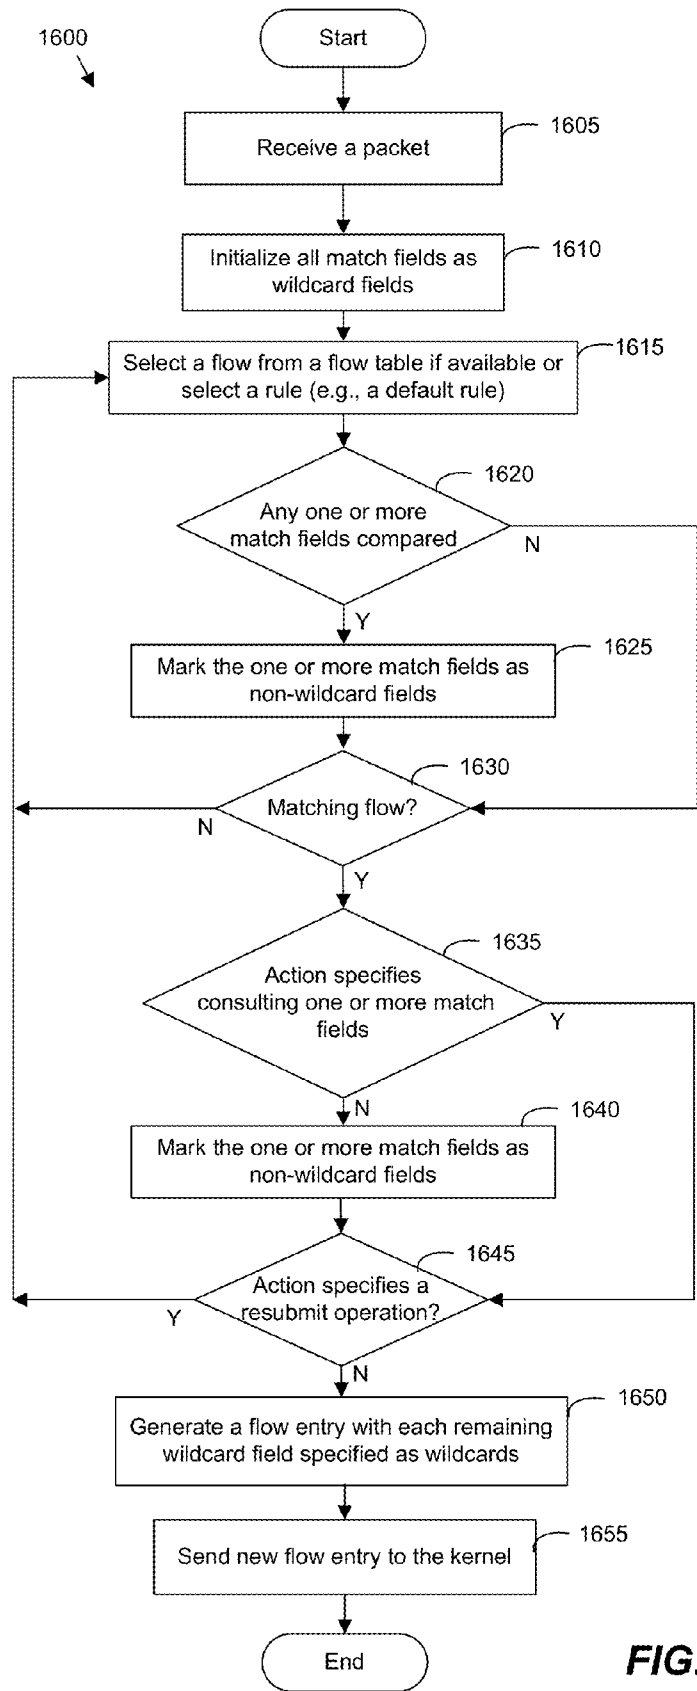 1600
Start
1605
Receive a packet
1610
Initialize all match fields as
wildcard fields
1615
Select a flow from a flow table if available or
select a rule (e.g., a default rule)
1620
Any one or more
match fields compared
N
Y
1625
Mark the one or more match fields as
non-wildcard fields
1630
Matching flow?
N
Y
1635
Action specifies
consulting one or more match
fields
Y
N
1640
Mark the one or more match fields as
non-wildcard fields
1645
Action specifies a
resubmit operation?
Y
N
1650
Generate a flow entry with each remaining
wildcard field specified as wildcards
1655
Send new flow entry to the kernel
End
FIG.